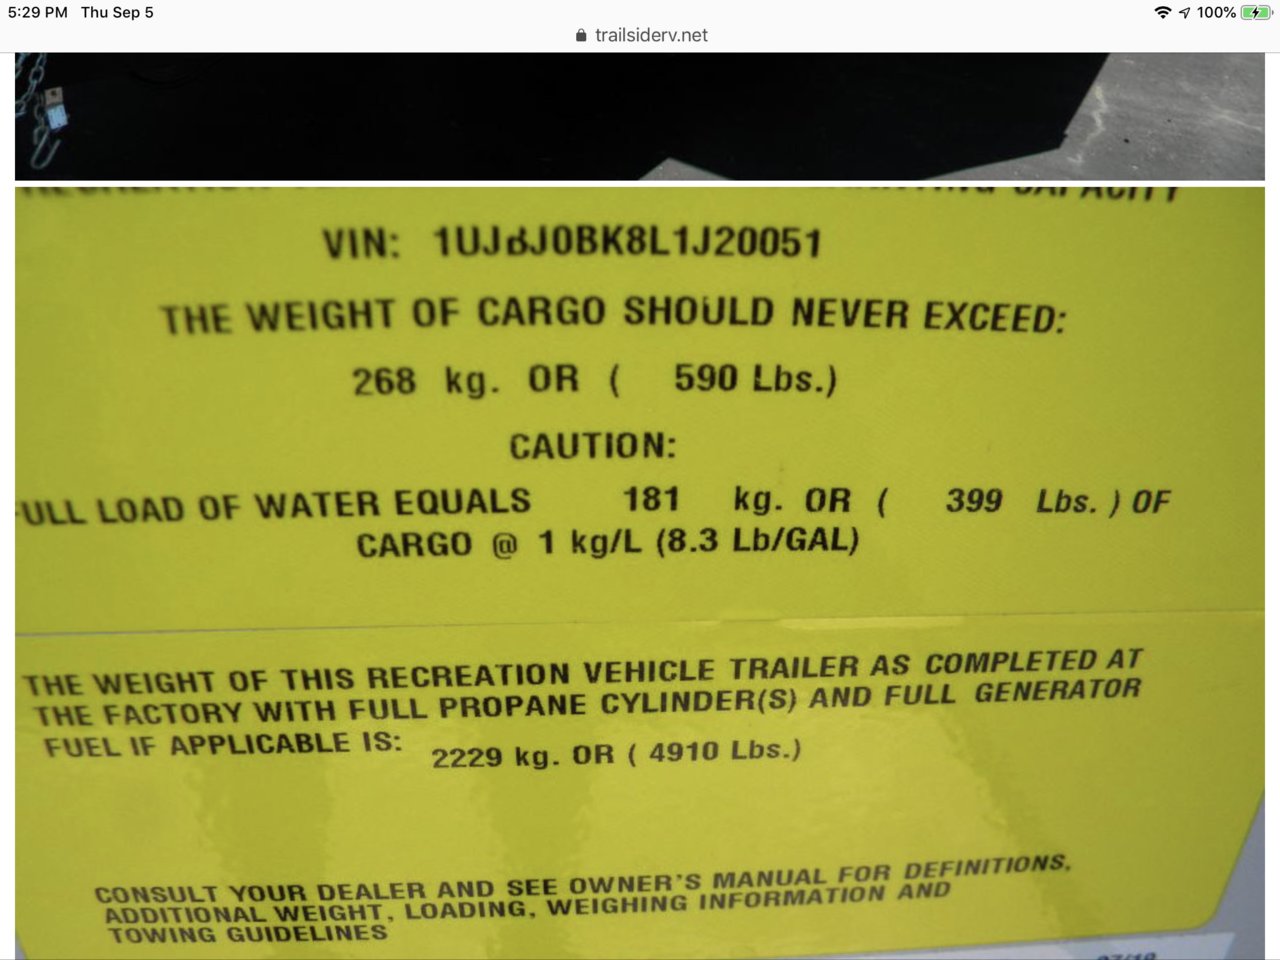 5:29 PM Thu Sep 5
100%
trailsiderv.net
CAPACITY
VIN: 1UJBJ0BK8L1J20051
THE WEIGHT OF CARGO SHOULD NEVER EXCEED:
268 kg. OR ( 590 Lbs.)
CAUTION:
ULL LOAD OF WATER EQUALS 181 kg. OR ( 399 Lbs. ) OF
CARGO @ 1 kg/L (8.3 Lb/GAL)
THE WEIGHT OF THIS RECREATION VEHICLE TRAILER AS COMPLETED AT
THE FACTORY WITH FULL PROPANE CYLINDER(S) AND FULL GENERATOR
FUEL IF APPLICABLE IS: 2229 kg. OR ( 4910 Lbs.)
CONSULT YOUR DEALER AND SEE OWNER'S MANUAL FOR DEFINITIONS,
ADDITIONAL WEIGHT, LOADING, WEIGHING INFORMATION AND
TOWING GUIDELINES